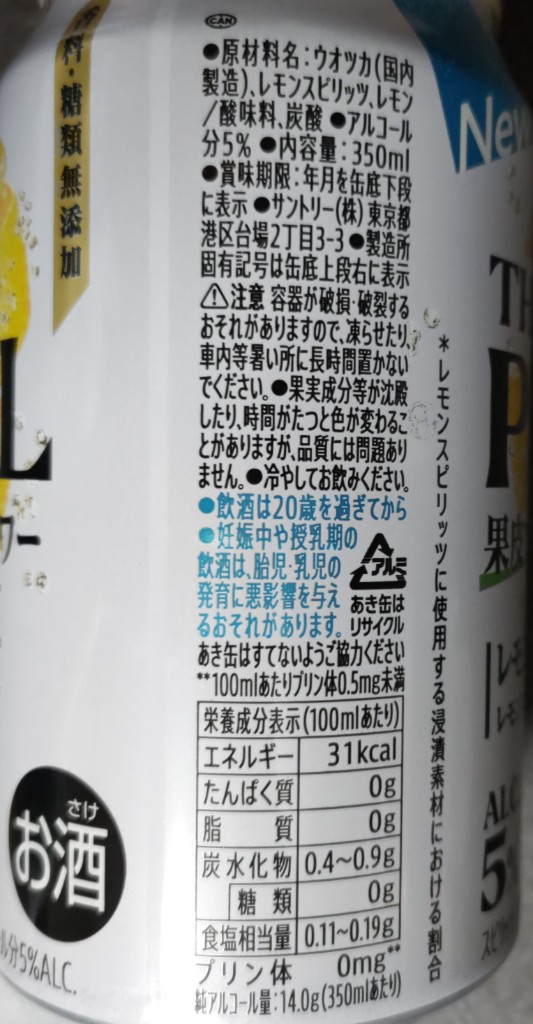 CAN
料・糖類無添加
L
ワー
さけ
お酒
ル分5%ALC.
●原材料名:ウオツカ(国内
製造)、レモンスピリッツ、レモン
/酸味料、炭酸 ●アルコール
分5% ●内容量:350ml
●賞味期限:年月を缶底下段
に表示 ●サントリー(株) 東京都
港区台場2丁目3-3 ●製造所
固有記号は缶底上段右に表示
⚠注意 容器が破損・破裂する
おそれがありますので、凍らせたり、
車内等暑い所に長時間置かない
でください。●果実成分等が沈殿
したり、時間がたつと色が変わるこ
とがありますが、品質には問題あり
ません。●冷やしてお飲みください。
●飲酒は20歳を過ぎてから
●妊娠中や授乳期の
飲酒は、胎児・乳児の
発育に悪影響を与え
るおそれがあります。
アルミ
あき缶は
リサイクル
あき缶はすてないようご協力ください
**100mlあたりプリン体0.5mg未満
栄養成分表示(100mlあたり)
エネルギー 31kcal
たんぱく質 0g
脂質 0g
炭水化物 0.4~0.9g
糖類 0g
食塩相当量 0.11~0.19g
プリン体 0mg**
純アルコール量:14.0g(350mlあたり)
*レモンスピリッツに使用する浸漬素材における割合
New
TH
P
果皮
レモ
レモ
ALC
5%
スピ